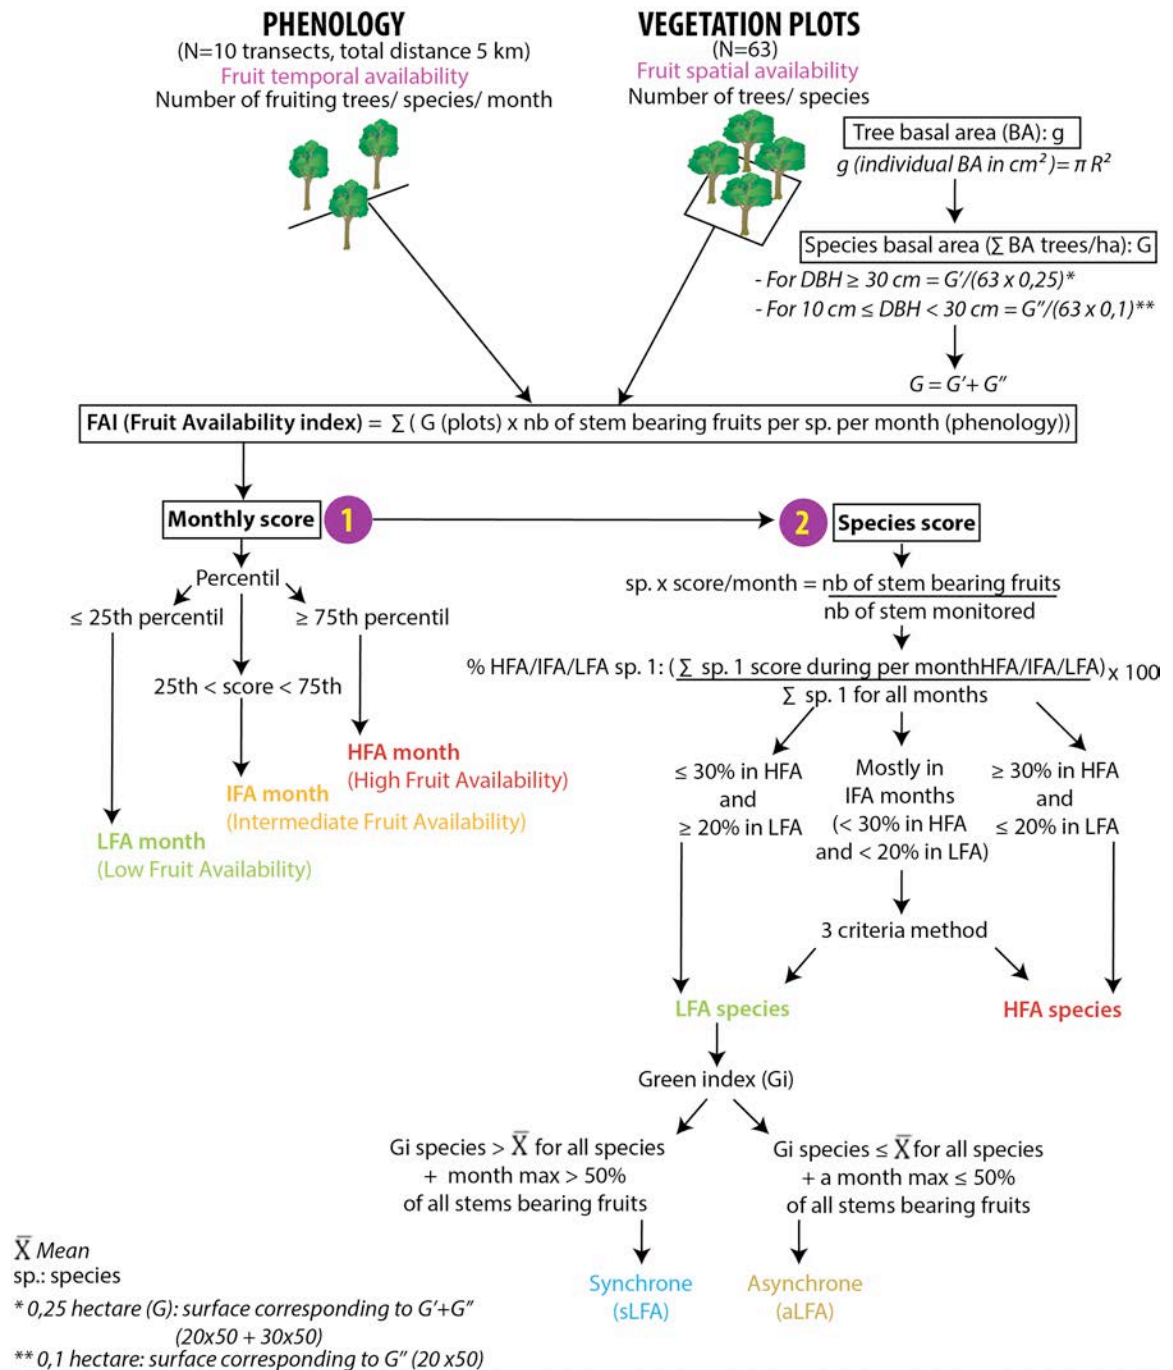 PHENOLOGY
(N=10 transects, total distance 5 km)
Fruit temporal availability
Number of fruiting trees/ species/ month
VEGETATION PLOTS
(N=63)
Fruit spatial availability
Number of trees/ species
Tree basal area (BA): g
g (individual BA in cm²)= π R²
Species basal area (∑ BA trees/ha): G
- For DBH ≥ 30 cm = G'/(63 x 0,25)*
- For 10 cm ≤ DBH < 30 cm = G"/(63 x 0,1)**
G = G'+ G"
FAI (Fruit Availability index) = ∑ ( G (plots) x nb of stem bearing fruits per sp. per month (phenology))
Monthly score
1
2
Species score
Percentil
≤ 25th percentil
≥ 75th percentil
25th < score < 75th
HFA month
(High Fruit Availability)
IFA month
(Intermediate Fruit Availability)
LFA month
(Low Fruit Availability)
sp. x score/month = nb of stem bearing fruits
nb of stem monitored
% HFA/IFA/LFA sp. 1: (∑ sp. 1 score during per monthHFA/IFA/LFA) x 100
∑ sp. 1 for all months
≤ 30% in HFA
and
≥ 20% in LFA
Mostly in
IFA months
(< 30% in HFA
and < 20% in LFA)
≥ 30% in HFA
and
≤ 20% in LFA
3 criteria method
LFA species
HFA species
Green index (Gi)
Gi species > X̅ for all species
+ month max > 50%
of all stems bearing fruits
Gi species ≤ X̅ for all species
+ a month max ≤ 50%
of all stems bearing fruits
Synchrone
(sLFA)
Asynchrone
(aLFA)
X̅ Mean
sp.: species
* 0,25 hectare (G): surface corresponding to G'+G"
(20x50 + 30x50)
** 0,1 hectare: surface corresponding to G" (20 x50)